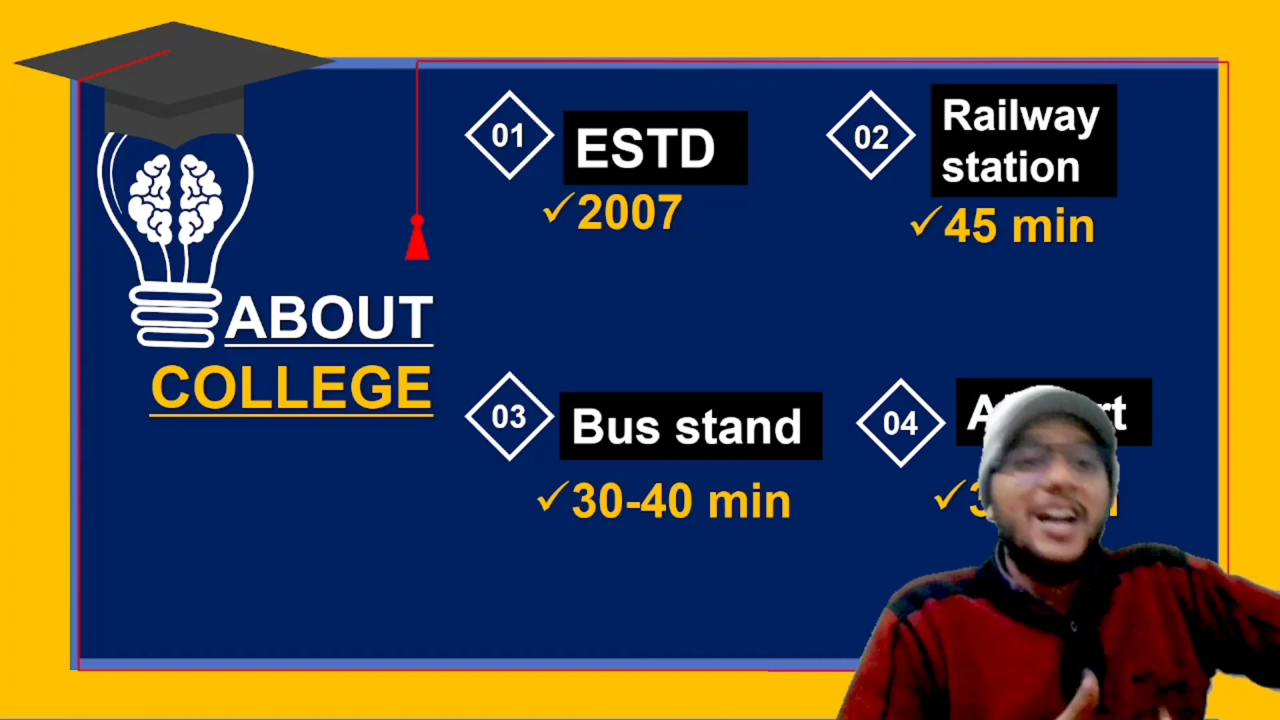 ABOUT
COLLEGE
01
ESTD
✓2007
02
Railway
station
✓45 min
03
Bus stand
✓30-40 min
04